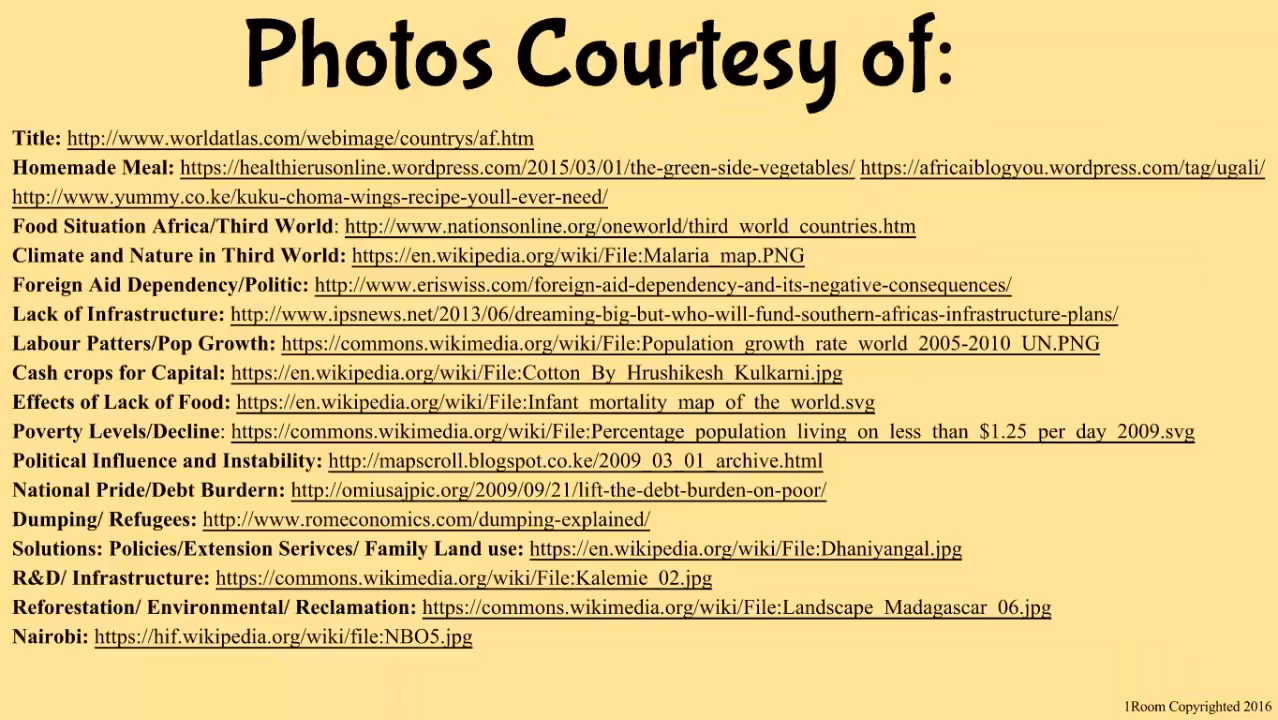 Photos Courtesy of:
Title: http://www.worldatlas.com/webimage/countrys/af.htm
Homemade Meal: https://healthierusonline.wordpress.com/2015/03/01/the-green-side-vegetables/ https://africaiblogyou.wordpress.com/tag/ugali/
http://www.yummy.co.ke/kuku-choma-wings-recipe-youll-ever-need/
Food Situation Africa/Third World: http://www.nationsonline.org/oneworld/third_world_countries.htm
Climate and Nature in Third World: https://en.wikipedia.org/wiki/File:Malaria_map.PNG
Foreign Aid Dependency/Politic: http://www.eriswiss.com/foreign-aid-dependency-and-its-negative-consequences/
Lack of Infrastructure: http://www.ipsnews.net/2013/06/dreaming-big-but-who-will-fund-southern-africas-infrastructure-plans/
Labour Patters/Pop Growth: https://commons.wikimedia.org/wiki/File:Population_growth_rate_world_2005-2010_UN.PNG
Cash crops for Capital: https://en.wikipedia.org/wiki/File:Cotton_By_Hrushikesh_Kulkarni.jpg
Effects of Lack of Food: https://en.wikipedia.org/wiki/File:Infant_mortality_map_of_the_world.svg
Poverty Levels/Decline: https://commons.wikimedia.org/wiki/File:Percentage_population_living_on_less_than_$1.25_per_day_2009.svg
Political Influence and Instability: http://mapscroll.blogspot.co.ke/2009_03_01_archive.html
National Pride/Debt Burdern: http://omiusajpic.org/2009/09/21/lift-the-debt-burden-on-poor/
Dumping/ Refugees: http://www.romeconomics.com/dumping-explained/
Solutions: Policies/Extension Serivces/ Family Land use: https://en.wikipedia.org/wiki/File:Dhaniyangal.jpg
R&D/ Infrastructure: https://commons.wikimedia.org/wiki/File:Kalemie_02.jpg
Reforestation/ Environmental/ Reclamation: https://commons.wikimedia.org/wiki/File:Landscape_Madagascar_06.jpg
Nairobi: https://hif.wikipedia.org/wiki/file:NBO5.jpg
1Room Copyrighted 2016